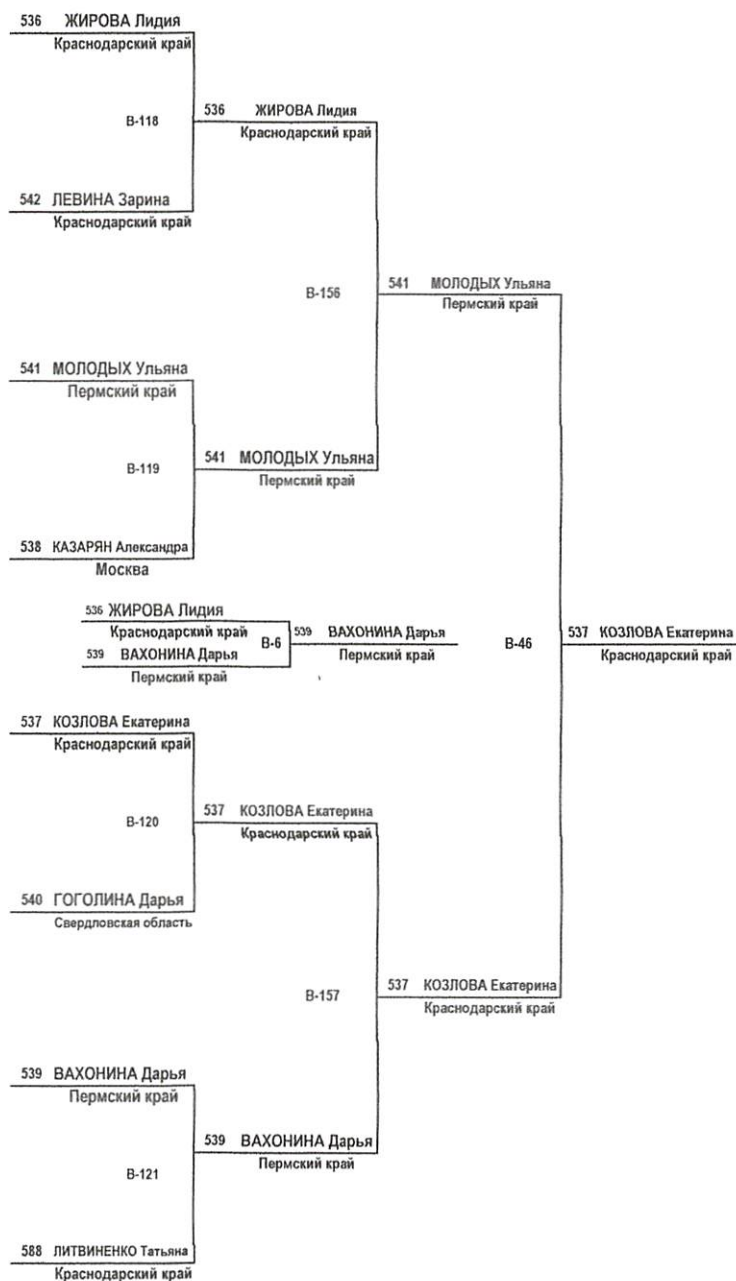 536 ЖИРОВА Лидия
Краснодарский край
В-118
536 ЖИРОВА Лидия
Краснодарский край
542 ЛЕВИНА Зарина
Краснодарский край
В-156
541 МОЛОДЫХ Ульяна
Пермский край
541 МОЛОДЫХ Ульяна
Пермский край
В-119
541 МОЛОДЫХ Ульяна
Пермский край
538 КАЗАРЯН Александра
Москва
536 ЖИРОВА Лидия
Краснодарский край
В-6
539 ВАХОНИНА Дарья
Пермский край
539 ВАХОНИНА Дарья
Пермский край
В-46
537 КОЗЛОВА Екатерина
Краснодарский край
537 КОЗЛОВА Екатерина
Краснодарский край
В-120
537 КОЗЛОВА Екатерина
Краснодарский край
540 ГОГОЛИНА Дарья
Свердловская область
В-157
537 КОЗЛОВА Екатерина
Краснодарский край
539 ВАХОНИНА Дарья
Пермский край
В-121
539 ВАХОНИНА Дарья
Пермский край
588 ЛИТВИНЕНКО Татьяна
Краснодарский край